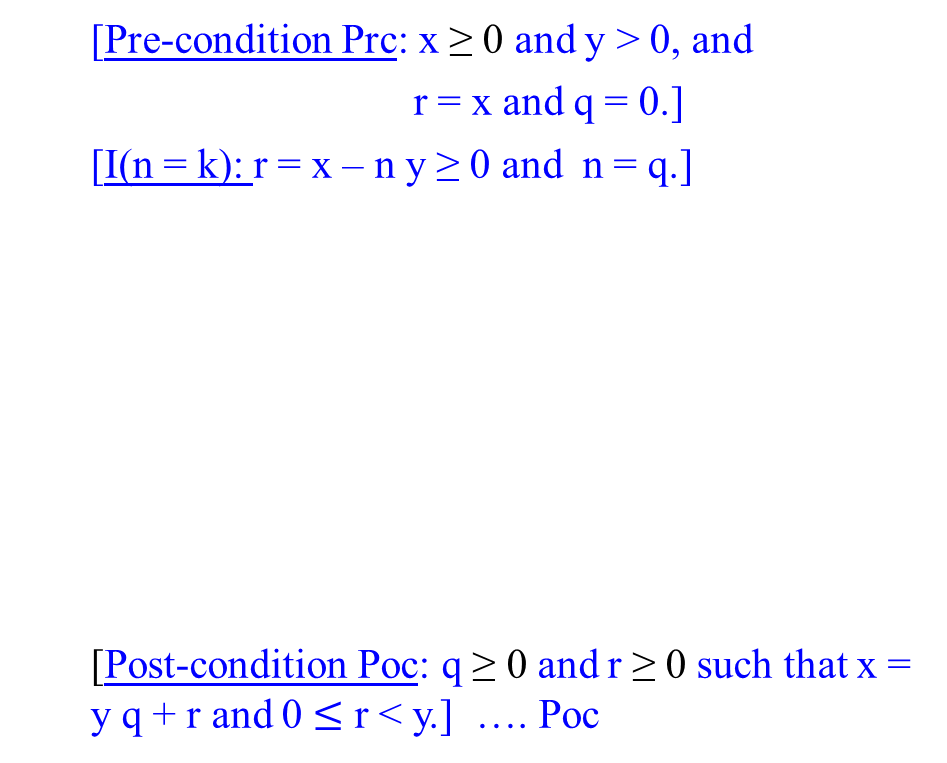 [Pre-condition Prc: x ≥ 0 and y > 0, and
r = x and q = 0.]
[I(n = k): r = x – n y ≥ 0 and n = q.]
[Post-condition Poc: q ≥ 0 and r ≥ 0 such that x =
y q + r and 0 ≤ r < y.] …. Poc